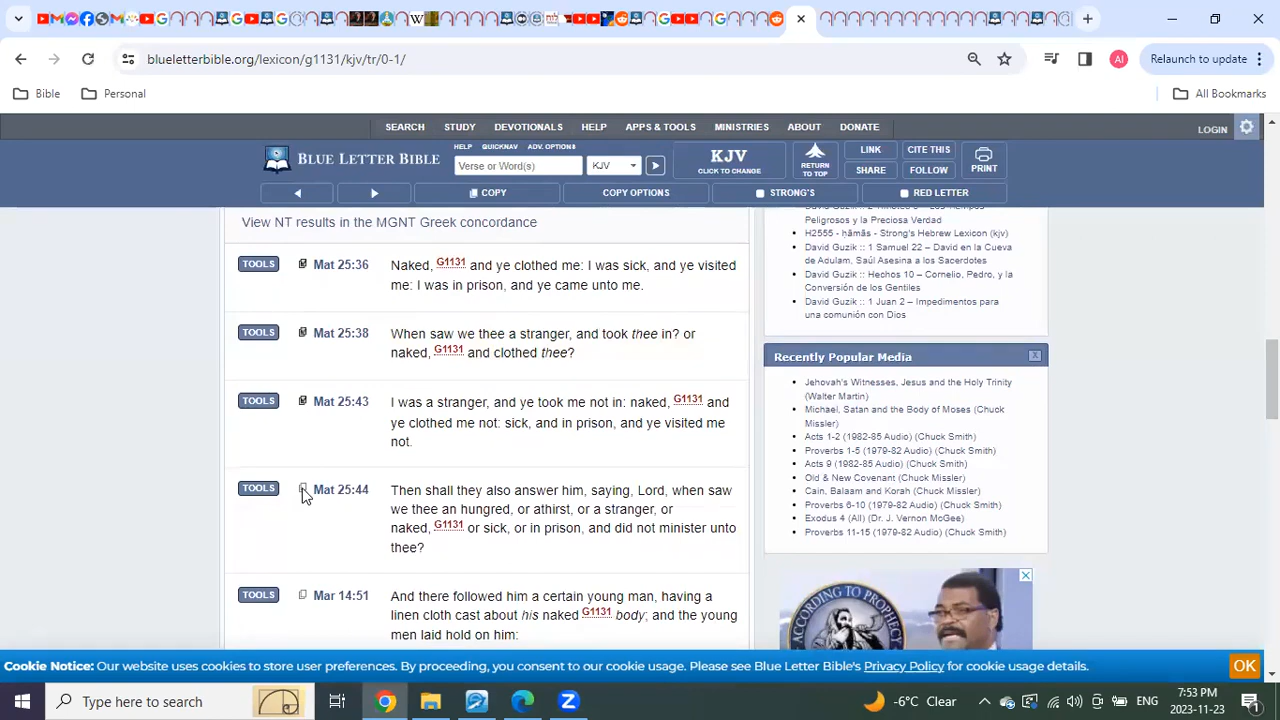 blueletterbible.org/lexicon/g1131/kjv/tr/0-1/
AI
Relaunch to update
Bible
Personal
All Bookmarks
SEARCH STUDY DEVOTIONALS HELP APPS & TOOLS MINISTRIES ABOUT DONATE
LOGIN
HELP QUICKNAV ADV. OPTIONS
BLUE LETTER BIBLE
Verse or Word(s)
KJV
KJV
CLICK TO CHANGE
RETURN
TO TOP
LINK
CITE THIS
SHARE
FOLLOW
PRINT
COPY
COPY OPTIONS
STRONG'S
RED LETTER
View NT results in the MGNT Greek concordance
TOOLS Mat 25:36 Naked, G1131 and ye clothed me: I was sick, and ye visited
me: I was in prison, and ye came unto me.
TOOLS Mat 25:38 When saw we thee a stranger, and took thee in? or
naked, G1131 and clothed thee?
TOOLS Mat 25:43 I was a stranger, and ye took me not in: naked, G1131 and
ye clothed me not: sick, and in prison, and ye visited me
not.
TOOLS Mat 25:44 Then shall they also answer him, saying, Lord, when saw
we thee an hungred, or athirst, or a stranger, or
naked, G1131 or sick, or in prison, and did not minister unto
thee?
TOOLS Mar 14:51 And there followed him a certain young man, having a
linen cloth cast about his naked G1131 body; and the young
men laid hold on him:
Peligrosos y la Preciosa Verdad
H2555 - ḥāmās - Strong's Hebrew Lexicon (kjv)
David Guzik :: 1 Samuel 22 – David en la Cueva
de Adulam, Saúl Asesina a los Sacerdotes
David Guzik :: Hechos 10 – Cornelio, Pedro, y la
Conversión de los Gentiles
David Guzik :: 1 Juan 2 – Impedimentos para
una comunión con Dios
Recently Popular Media
Jehovah's Witnesses, Jesus and the Holy Trinity
(Walter Martin)
Michael, Satan and the Body of Moses (Chuck
Missler)
Acts 1-2 (1982-85 Audio) (Chuck Smith)
Proverbs 1-5 (1979-82 Audio) (Chuck Smith)
Acts 9 (1982-85 Audio) (Chuck Smith)
Old & New Covenant (Chuck Missler)
Cain, Balaam and Korah (Chuck Missler)
Proverbs 6-10 (1979-82 Audio) (Chuck Smith)
Exodus 4 (All) (Dr. J. Vernon McGee)
Proverbs 11-15 (1979-82 Audio) (Chuck Smith)
ACCORDING TO PROPHECY
Cookie Notice: Our website uses cookies to store user preferences. By proceeding, you consent to our cookie usage. Please see Blue Letter Bible's Privacy Policy for cookie usage details.
OK
Type here to search
-6°C Clear
ENG
7:53 PM
2023-11-23